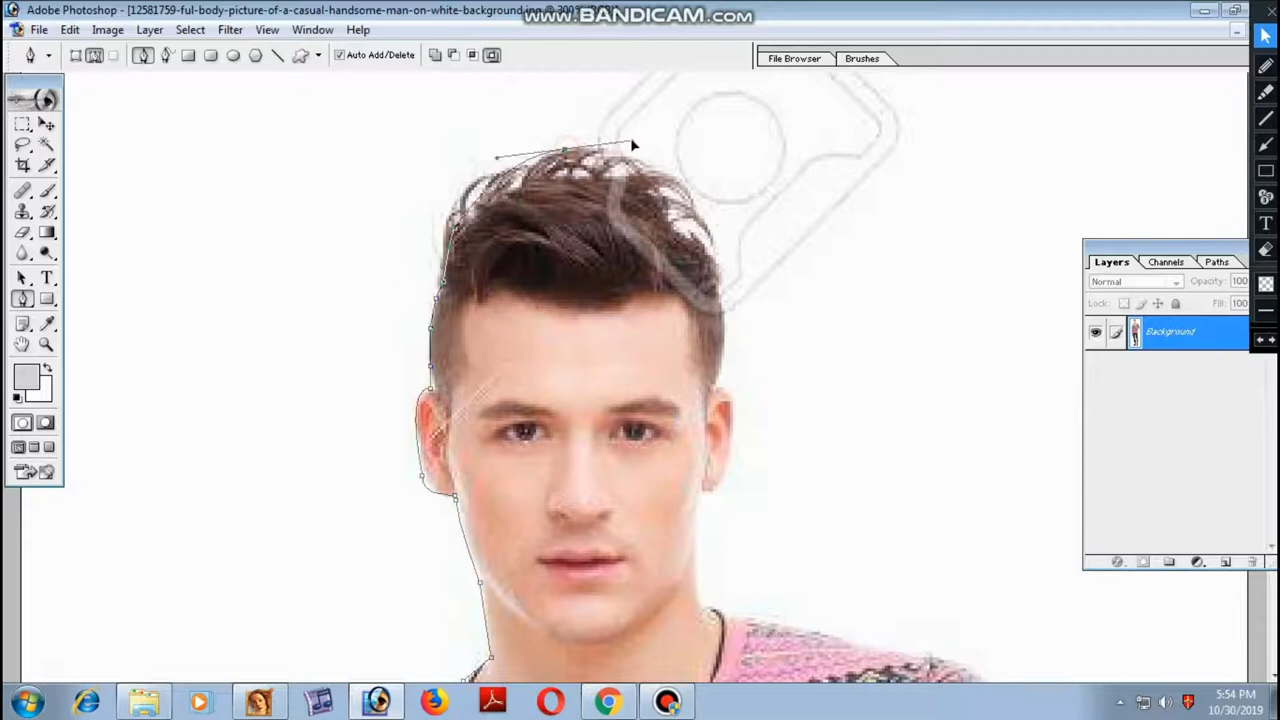 Adobe Photoshop - [12581759-ful-body-picture-of-a-casual-handsome-man-on-white-background.jpg @ 300%
www.BANDICAM.com
File Edit Image Layer Select Filter View Window Help
Auto Add/Delete
File Browser
Brushes
Layers
Channels
Paths
Normal
Opacity: 100
Lock:
Fill: 100
Background
5:54 PM
10/30/2019